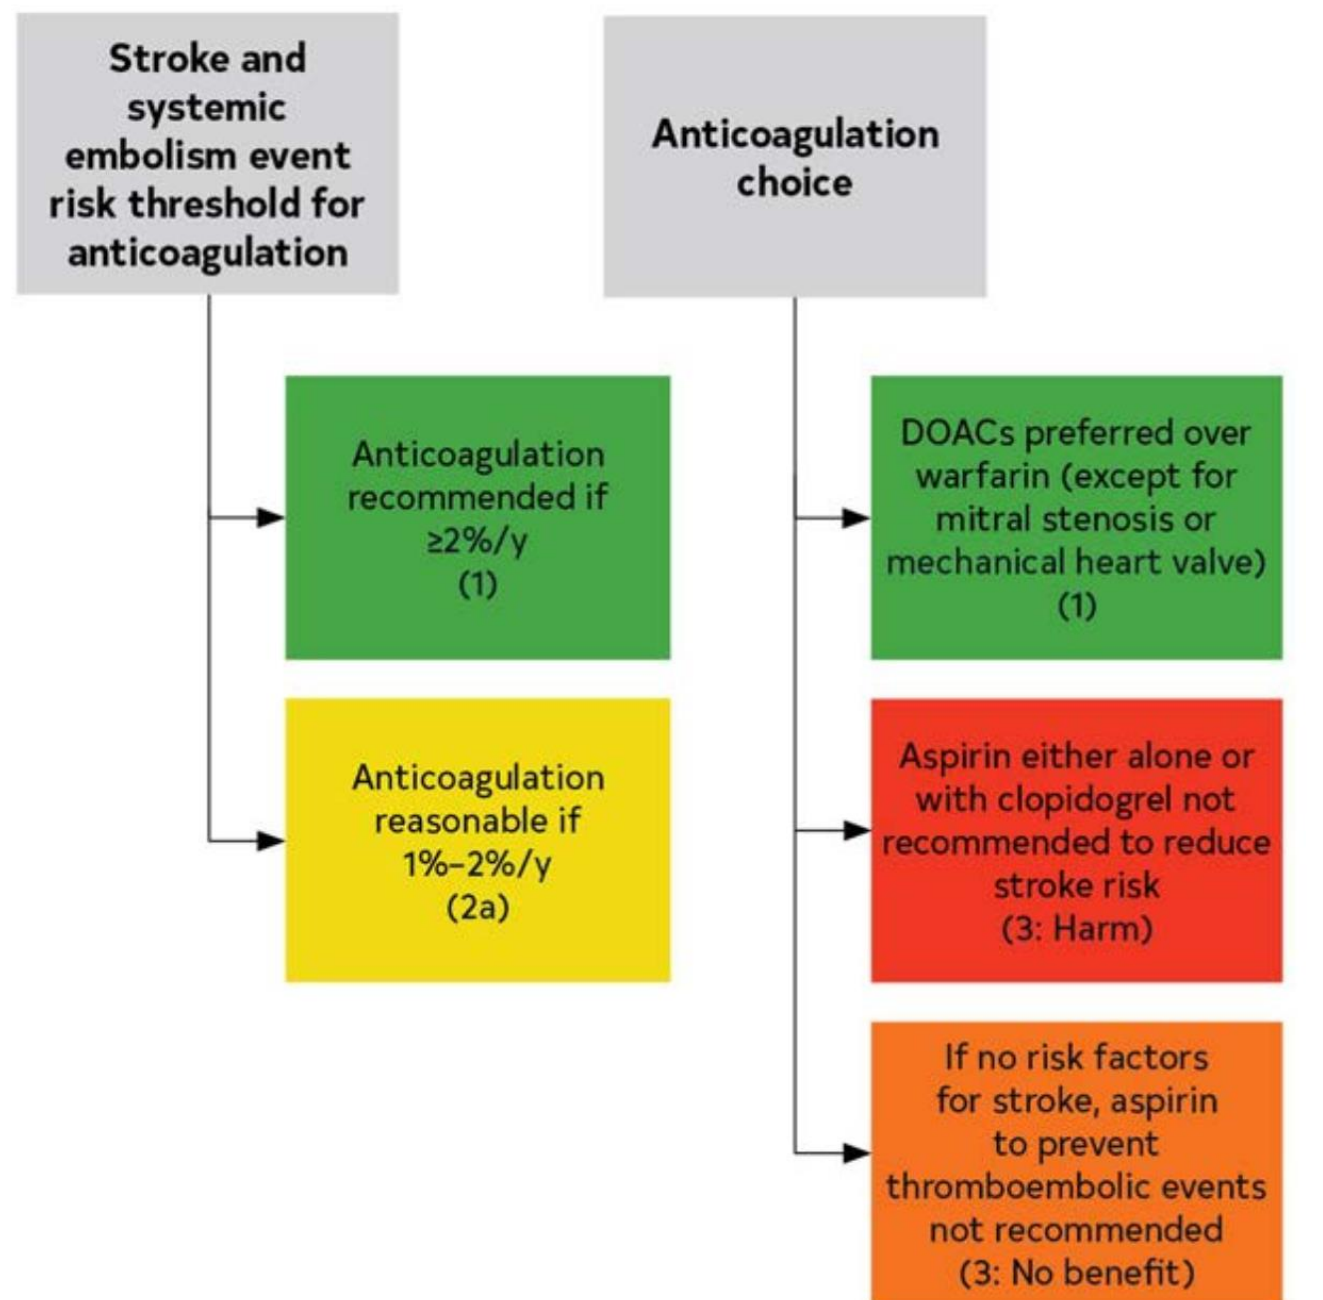 Stroke and
systemic
embolism event
risk threshold for
anticoagulation
Anticoagulation
recommended if
≥2%/y
(1)
Anticoagulation
reasonable if
1%–2%/y
(2a)
Anticoagulation
choice
DOACs preferred over
warfarin (except for
mitral stenosis or
mechanical heart valve)
(1)
Aspirin either alone or
with clopidogrel not
recommended to reduce
stroke risk
(3: Harm)
If no risk factors
for stroke, aspirin
to prevent
thromboembolic events
not recommended
(3: No benefit)